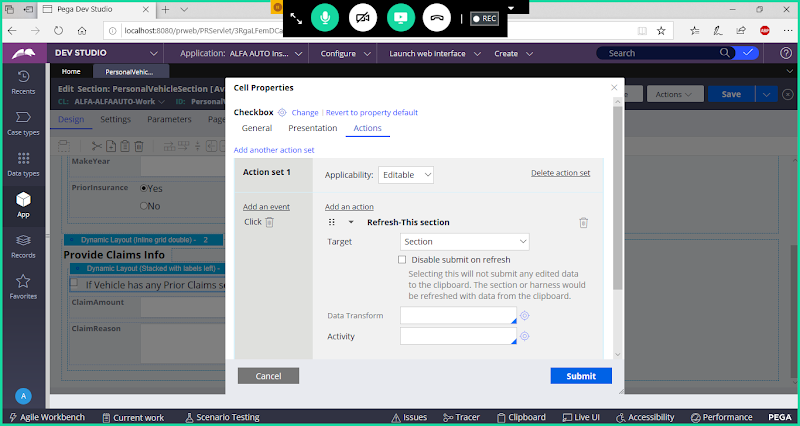 Pega Dev Studio
localhost:8080/prweb/PRServlet/3RgaLFemDCa
REC
DEV STUDIO
Application: ALFA AUTO Ins...
Configure
Launch web Interface
Create
Search
Home
PersonalVehic...
Recents
Case types
Data types
App
Records
Favorites
A
Edit Section: PersonalVehicleSection [Av
CL: ALFA-ALFAAUTO-Work
ID: PersonalV
Actions
Save
Design
Settings
Parameters
Page
MakeYear
PriorInsurance
Yes
No
Dynamic Layout (Inline grid double) - 2
Provide Claims Info
Dynamic Layout (Stacked with labels left) -
If Vehicle has any Prior Claims se
ClaimAmount
ClaimReason
Cell Properties
Checkbox
Change | Revert to property default
General
Presentation
Actions
Add another action set
Action set 1
Applicability:
Editable
Delete action set
Add an event
Add an action
Click
Refresh-This section
Target
Section
Disable submit on refresh
Selecting this will not submit any edited data
to the clipboard. The section or harness would
be refreshed with data from the clipboard.
Data Transform
Activity
Cancel
Submit
Agile Workbench
Current work
Scenario Testing
Issues
Tracer
Clipboard
Live UI
Accessibility
Performance
PEGA